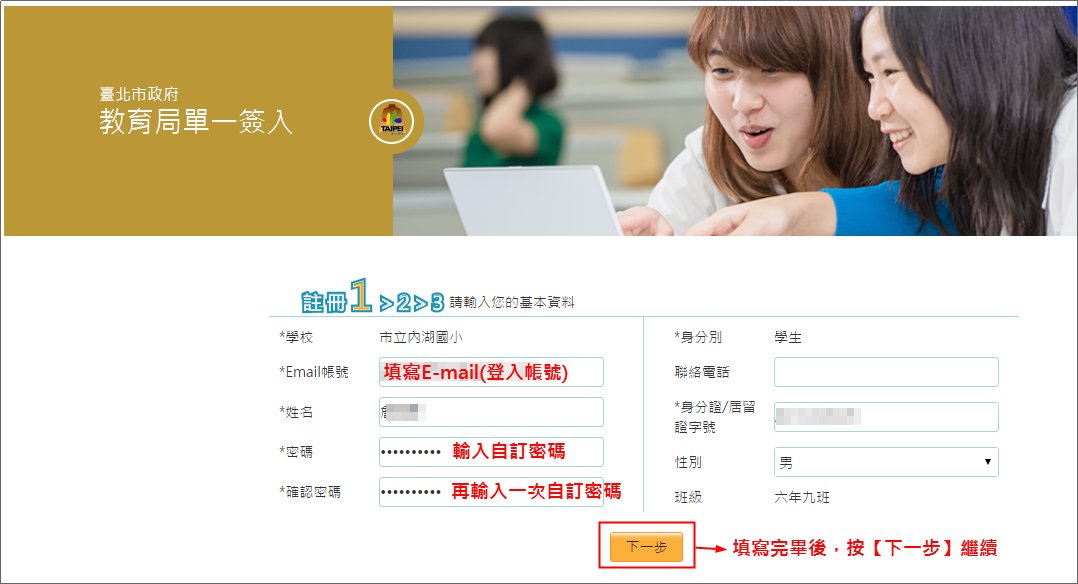 臺北市政府
教育局單一簽入
TAIPEI
註冊1>2>3 請輸入您的基本資料
*學校 市立內湖國小
*Email帳號 填寫E-mail(登入帳號)
*姓名
*密碼 •••••••••• 輸入自訂密碼
*確認密碼 •••••••••• 再輸入一次自訂密碼
*身分別 學生
聯絡電話
*身分證/居留
證字號
性別 男
班級 六年九班
下一步 填寫完畢後，按【下一步】繼續